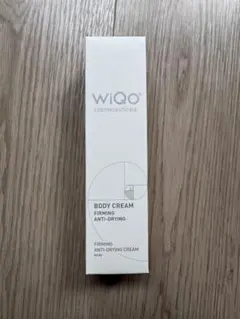 WiQo®
COSMECEUTICALS
BODY CREAM
FIRMING
ANTI-DRYING
FIRMING
ANTI-DRYING CREAM